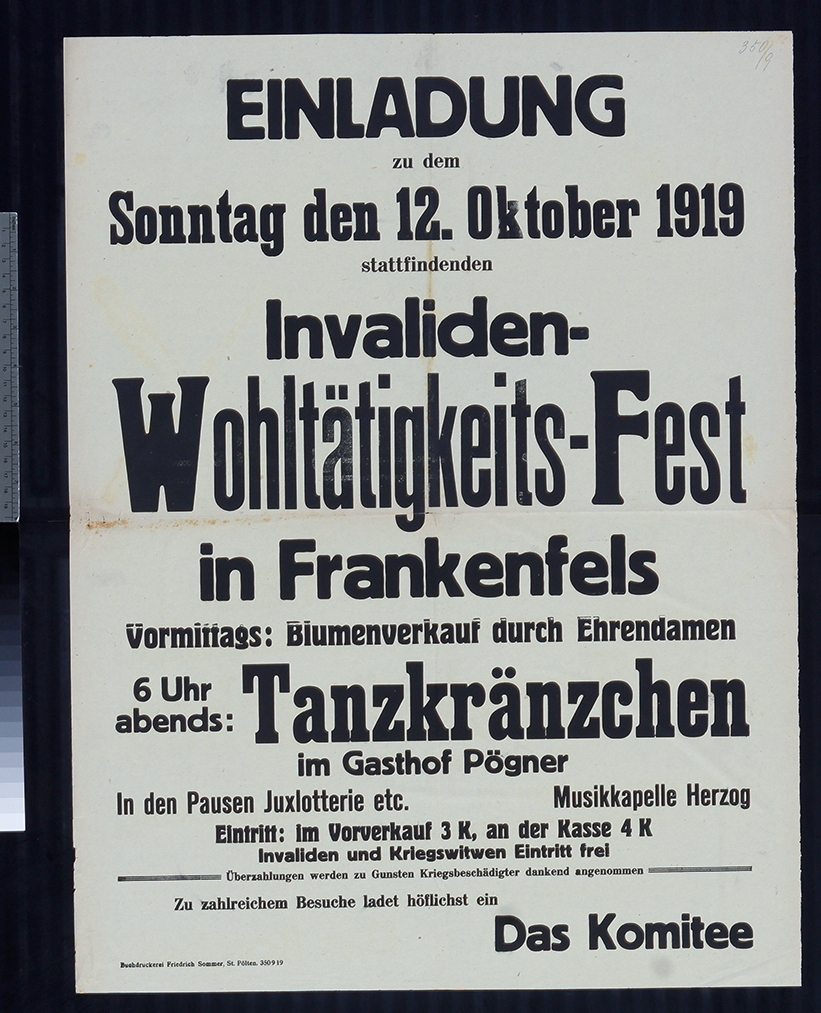 350/9
EINLADUNG
zu dem
Sonntag den 12. Oktober 1919
stattfindenden
Invaliden-
Wohltätigkeits-Fest
in Frankenfels
Vormittags: Blumenverkauf durch Ehrendamen
6 Uhr abends: Tanzkränzchen
im Gasthof Pögner
In den Pausen Juxlotterie etc. Musikkapelle Herzog
Eintritt: im Vorverkauf 3 K, an der Kasse 4 K
Invaliden und Kriegswitwen Eintritt frei
Überzahlungen werden zu Gunsten Kriegsbeschädigter dankend angenommen
Zu zahlreichem Besuche ladet höflichst ein
Das Komitee
Buchdruckerei Friedrich Sommer, St. Pölten. 350 9 19